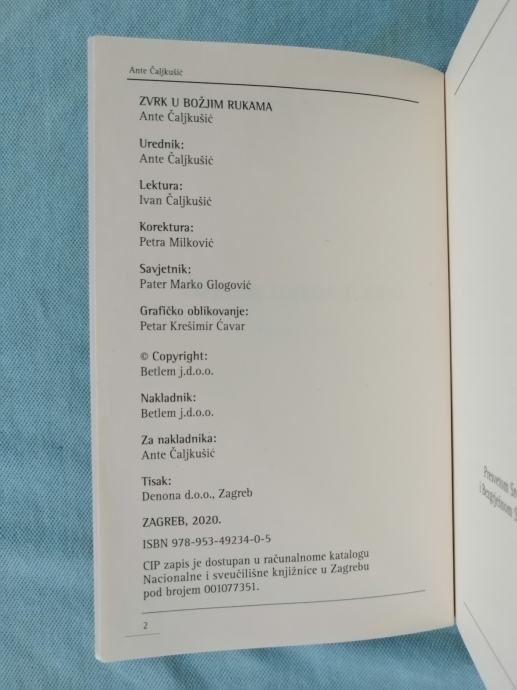 Ante Čaljkušić
ZVRK U BOŽJIM RUKAMA
Ante Čaljkušić
Urednik:
Ante Čaljkušić
Lektura:
Ivan Čaljkušić
Korektura:
Petra Milković
Savjetnik:
Pater Marko Glogović
Grafičko oblikovanje:
Petar Krešimir Ćavar
© Copyright:
Betlem j.d.o.o.
Nakladnik:
Betlem j.d.o.o.
Za nakladnika:
Ante Čaljkušić
Tisak:
Denona d.o.o., Zagreb
ZAGREB, 2020.
ISBN 978-953-49234-0-5
CIP zapis je dostupan u računalnome katalogu
Nacionalne i sveučilišne knjižnice u Zagrebu
pod brojem 001077351.
2
Presvetom
i Bezgrješnom